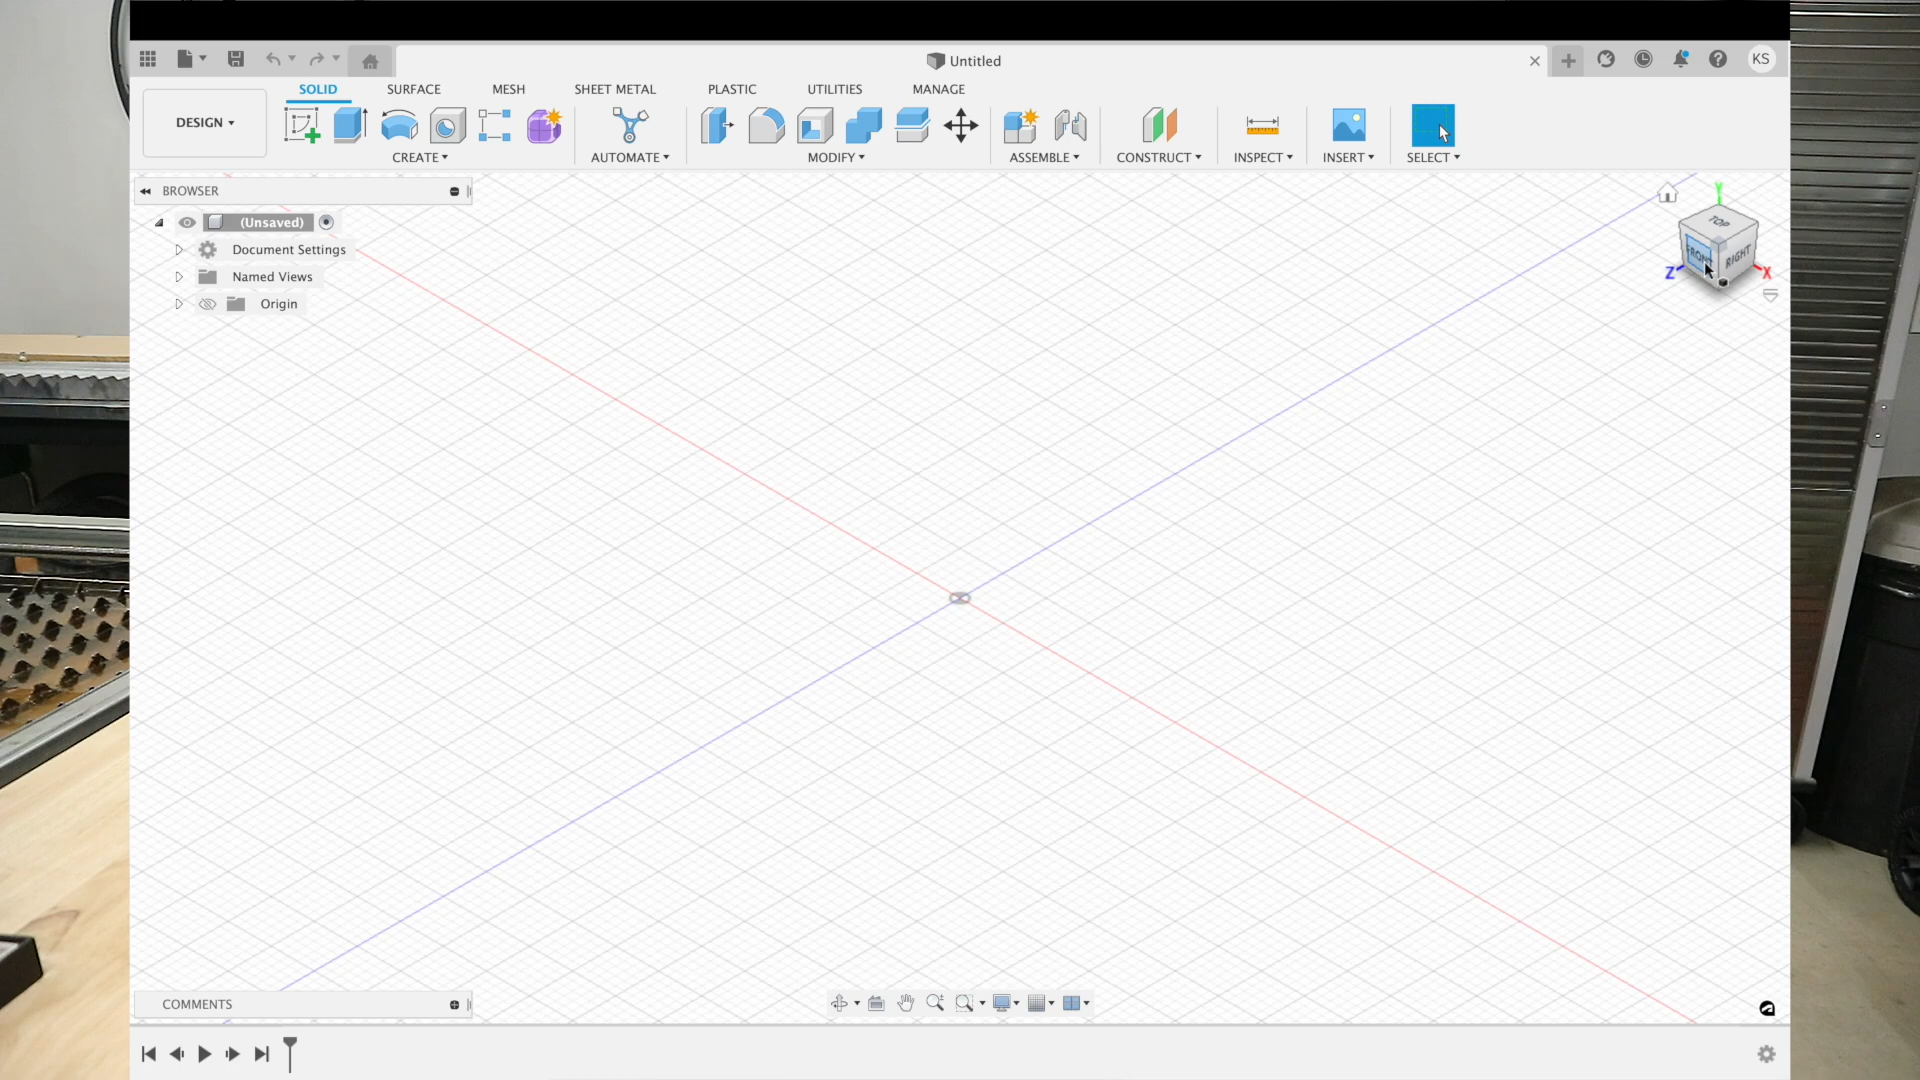 Untitled
KS
SOLID
SURFACE
MESH
SHEET METAL
PLASTIC
UTILITIES
MANAGE
DESIGN
CREATE
AUTOMATE
MODIFY
ASSEMBLE
CONSTRUCT
INSPECT
INSERT
SELECT
BROWSER
(Unsaved)
Document Settings
Named Views
Origin
Y
TOP
FRONT
RIGHT
Z
X
COMMENTS